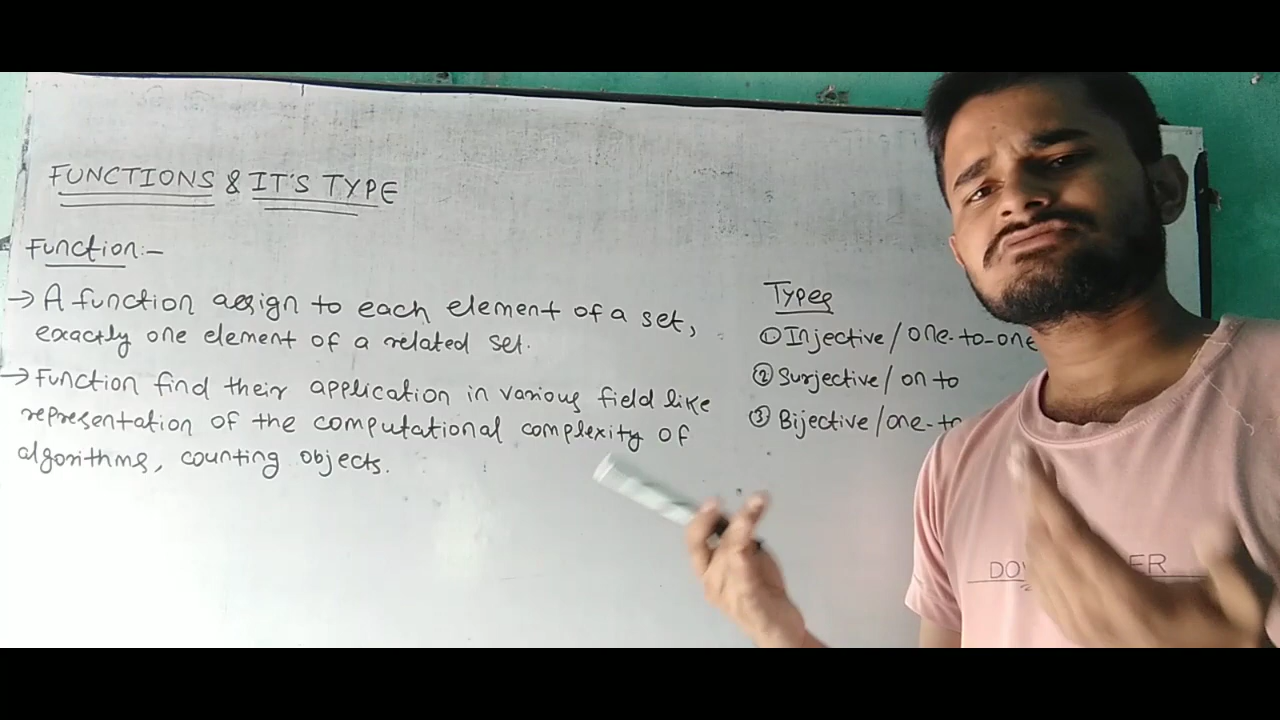 FUNCTIONS & IT'S TYPE
Function:-
→ A function assign to each element of a set,
exactly one element of a related set.
→ Function find their application in various field like
representation of the computational complexity of
algorithms, counting objects.
Types
① Injective / one-to-one
② Surjective / on to
③ Bijective / one-to